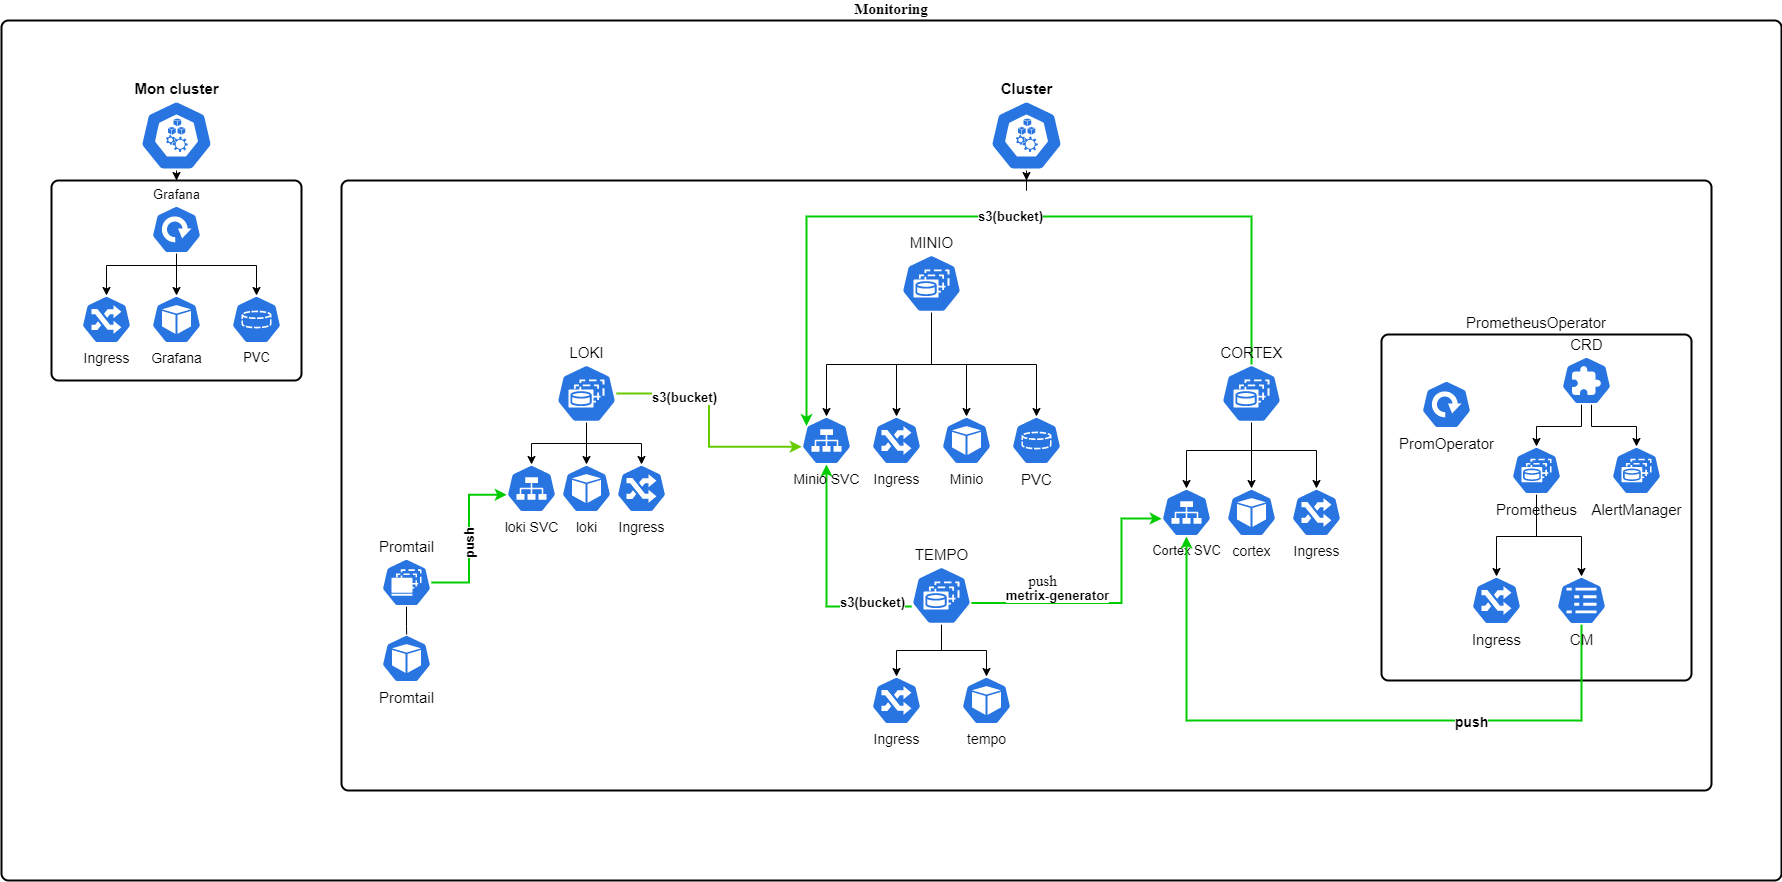 Monitoring
Mon cluster
Cluster
Grafana
Ingress
Grafana
PVC
s3(bucket)
MINIO
Minio SVC
Ingress
Minio
PVC
LOKI
s3(bucket)
loki SVC
loki
Ingress
push
Promtail
Promtail
CORTEX
Cortex SVC
cortex
Ingress
TEMPO
s3(bucket)
push
metrix-generator
Ingress
tempo
PrometheusOperator
CRD
PromOperator
Prometheus
AlertManager
Ingress
CM
push